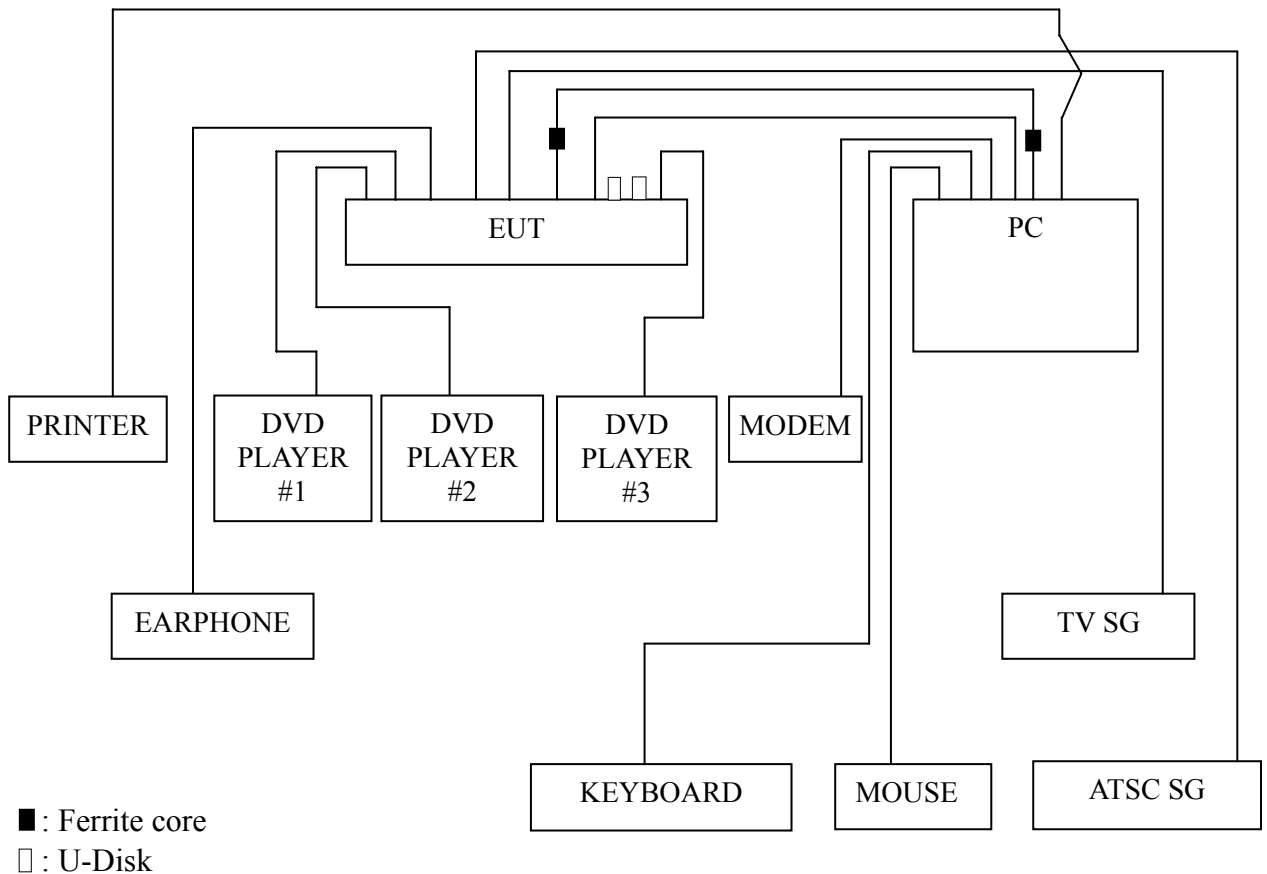 EUT
PC
PRINTER
DVD
PLAYER
#1
DVD
PLAYER
#2
DVD
PLAYER
#3
MODEM
EARPHONE
TV SG
KEYBOARD
MOUSE
ATSC SG
: Ferrite core
: U-Disk